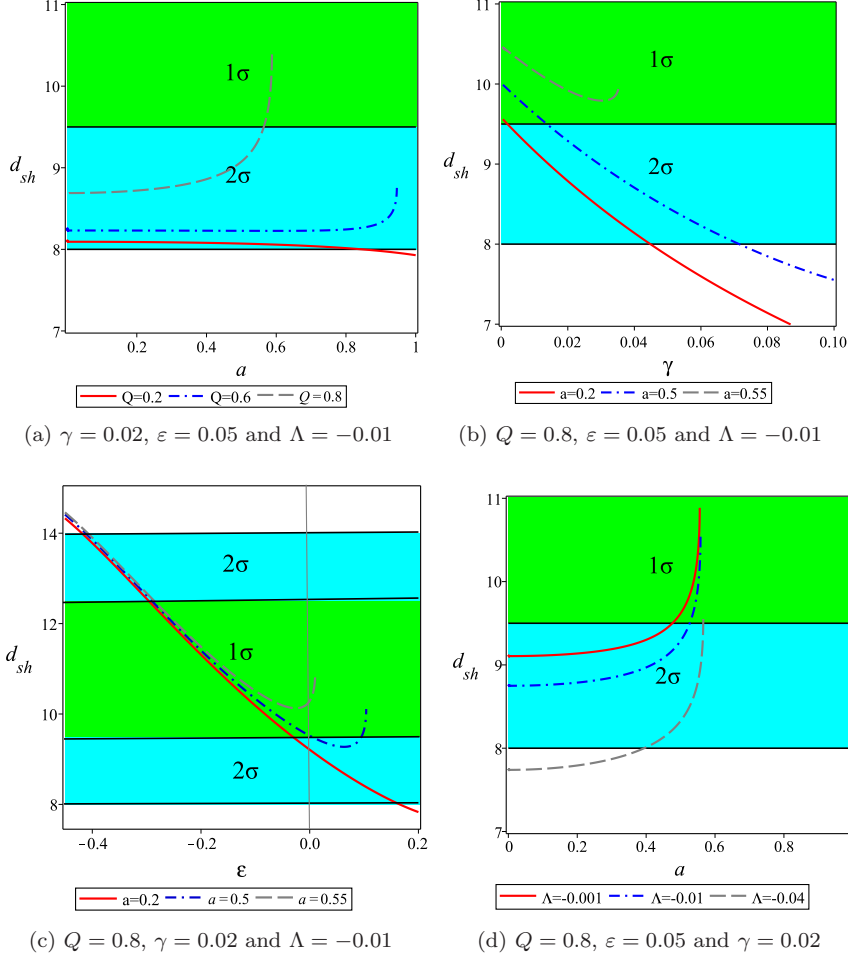 11
10
9
8
7
d_sh
1σ
2σ
0.2
0.4
0.6
0.8
1
a
Q=0.2
Q=0.6
Q=0.8
(a) γ = 0.02, ε = 0.05 and Λ = −0.01
11
10
9
8
7
d_sh
1σ
2σ
0
0.02
0.04
0.06
0.08
0.10
γ
a=0.2
a=0.5
a=0.55
(b) Q = 0.8, ε = 0.05 and Λ = −0.01
14
12
10
8
d_sh
2σ
1σ
2σ
−0.4
−0.2
0.0
0.2
ε
a=0.2
a=0.5
a=0.55
(c) Q = 0.8, γ = 0.02 and Λ = −0.01
11
10
9
8
7
d_sh
1σ
2σ
0
0.2
0.4
0.6
0.8
a
Λ=-0.001
Λ=-0.01
Λ=-0.04
(d) Q = 0.8, ε = 0.05 and γ = 0.02